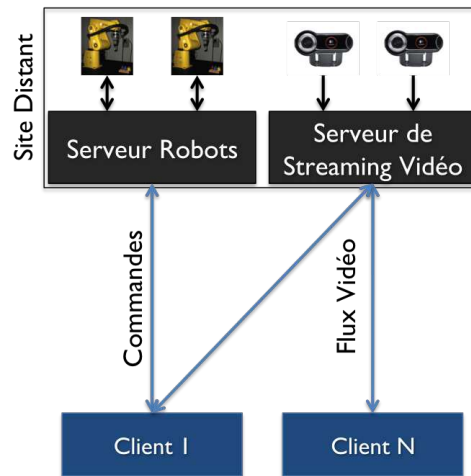 Site Distant
Serveur Robots
Serveur de
Streaming Vidéo
Commandes
Flux Vidéo
Client 1
Client N